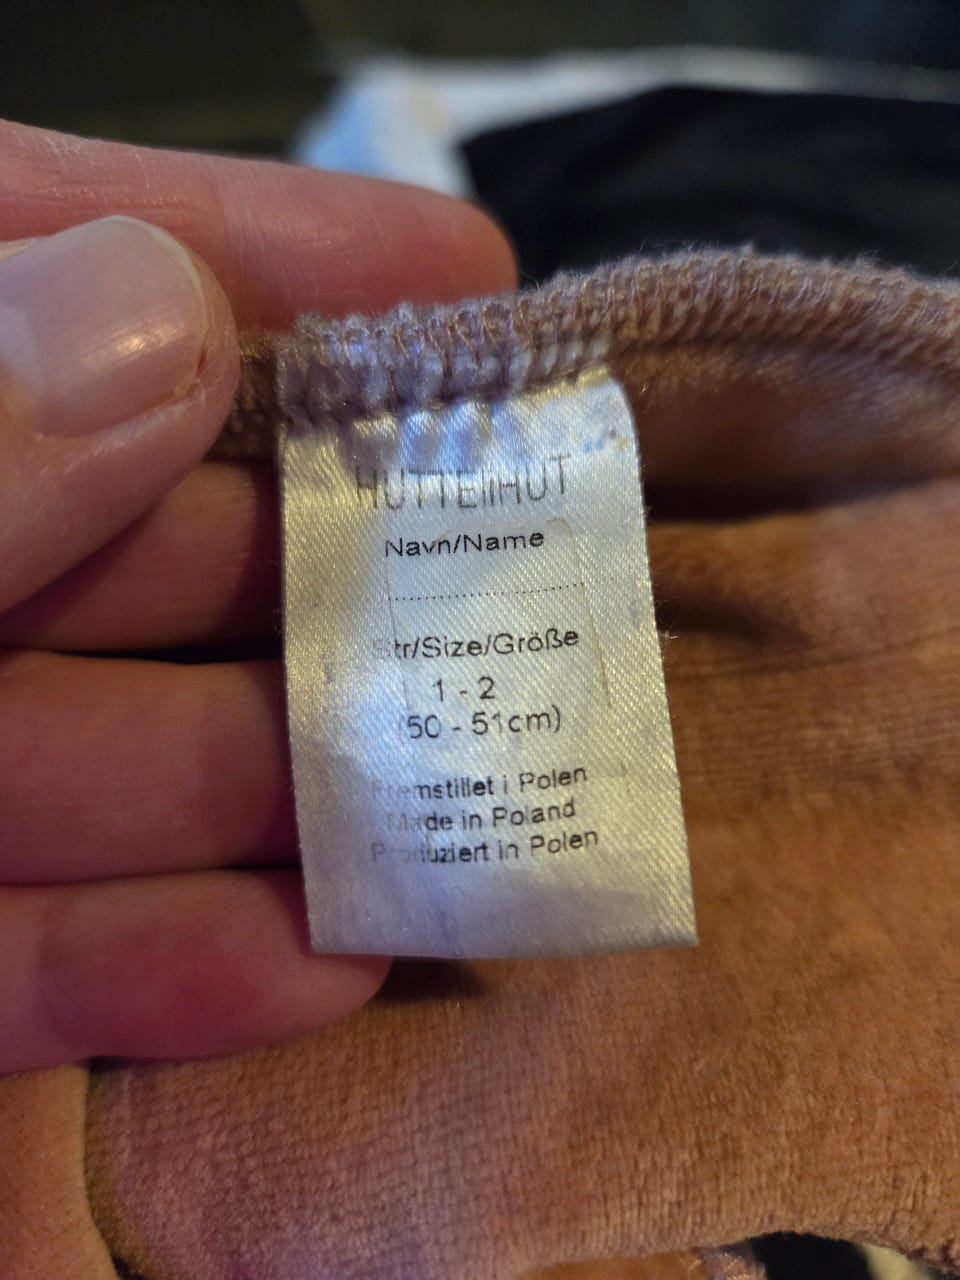 HUTTEliHUT
Navn/Name
Str/Size/Größe
1 - 2
(50 - 51cm)
Fremstillet i Polen
Made in Poland
Produziert in Polen